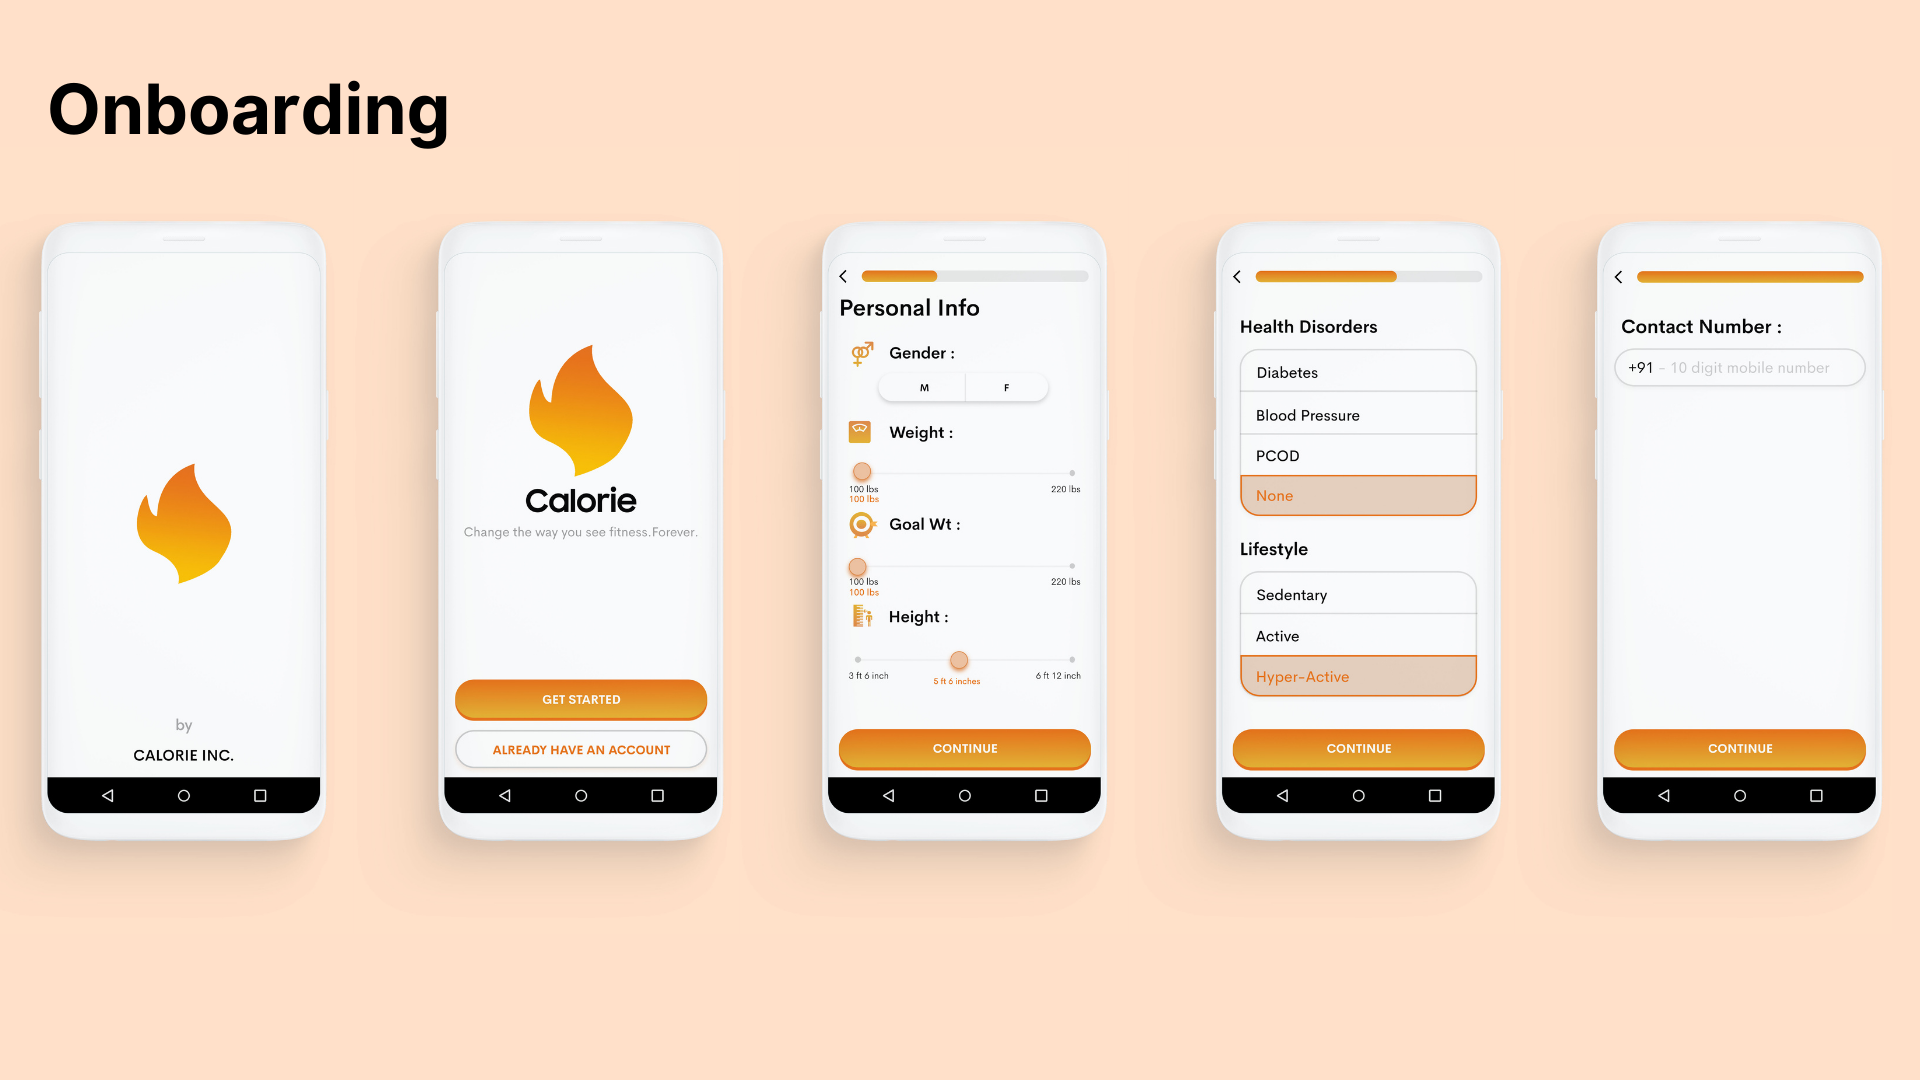 Onboarding
by
CALORIE INC.
Calorie
Change the way you see fitness.Forever.
GET STARTED
ALREADY HAVE AN ACCOUNT
Personal Info
Gender :
M F
Weight :
100 lbs 220 lbs
100 lbs
Goal Wt :
100 lbs 220 lbs
100 lbs
Height :
3 ft 6 inch 5 ft 6 inches 6 ft 12 inch
CONTINUE
Health Disorders
Diabetes
Blood Pressure
PCOD
None
Lifestyle
Sedentary
Active
Hyper-Active
CONTINUE
Contact Number :
+91 - 10 digit mobile number
CONTINUE